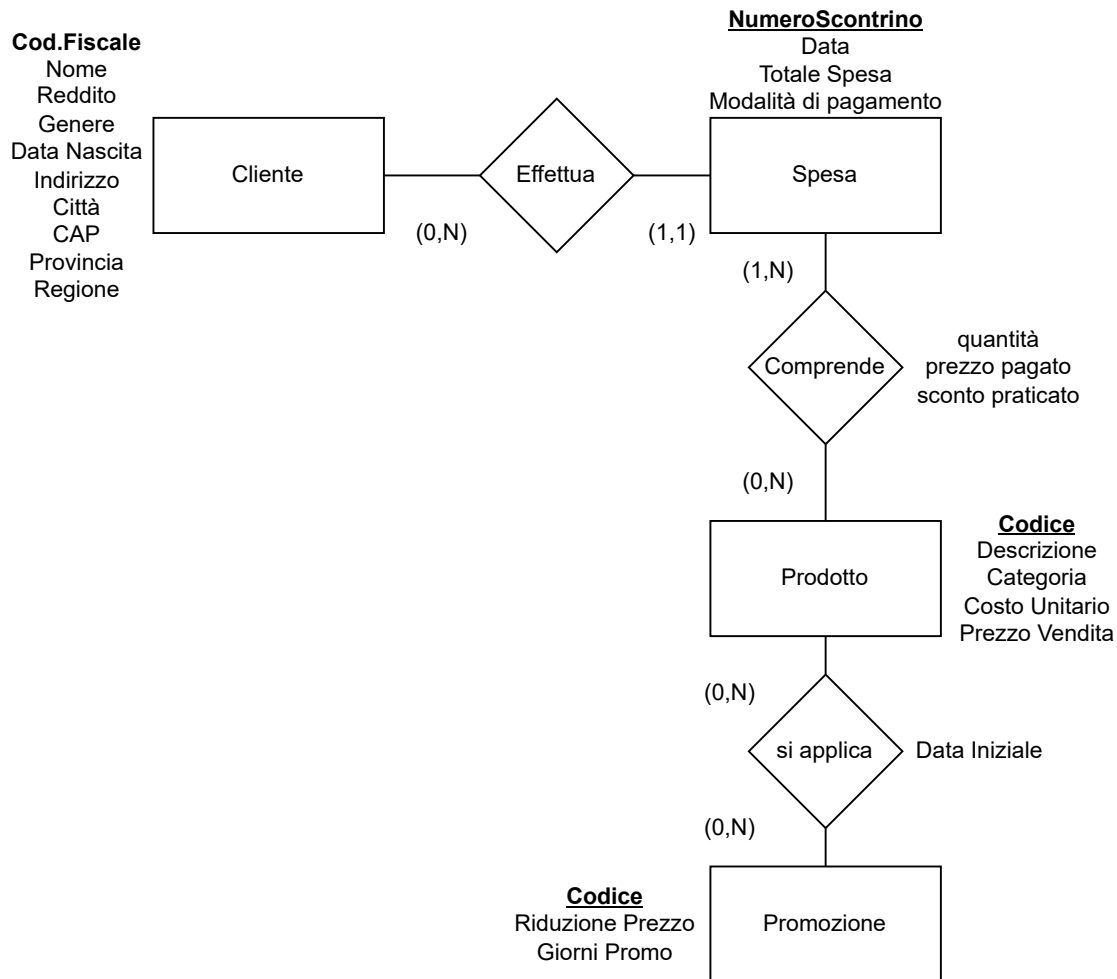 NumeroScontrino
Data
Totale Spesa
Modalità di pagamento
Cod.Fiscale
Nome
Reddito
Genere
Data Nascita
Indirizzo
Città
CAP
Provincia
Regione
Cliente
Effettua
Spesa
(0,N)
(1,1)
(1,N)
Comprende
quantità
prezzo pagato
sconto praticato
(0,N)
Prodotto
Codice
Descrizione
Categoria
Costo Unitario
Prezzo Vendita
(0,N)
si applica
Data Iniziale
(0,N)
Codice
Riduzione Prezzo
Giorni Promo
Promozione